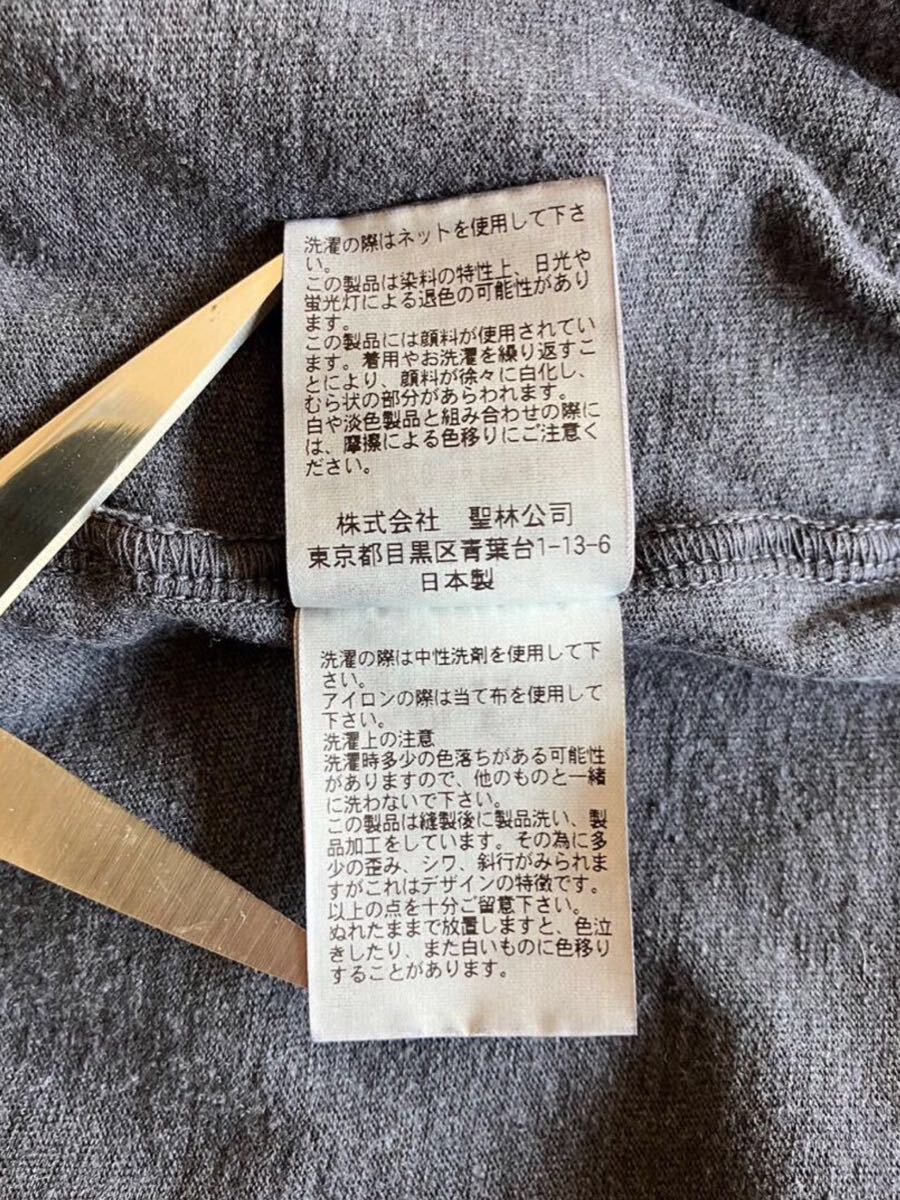 洗濯の際はネットを使用して下さ
い。
この製品は染料の特性上、日光や
蛍光灯による退色の可能性があり
ます。
この製品には顔料が使用されてい
ます。着用やお洗濯を繰り返すこ
とにより、顔料が徐々に白化し、
むら状の部分があらわれます。
白や淡色製品と組み合わせの際に
は、摩擦による色移りにご注意く
ださい。
株式会社　聖林公司
東京都目黒区青葉台1-13-6
日本製
洗濯の際は中性洗剤を使用して下
さい。
アイロンの際は当て布を使用して
下さい。
洗濯上の注意
洗濯時多少の色落ちがある可能性
がありますので、他のものと一緒
に洗わないで下さい。
この製品は縫製後に製品洗い、製
品加工をしています。その為に多
少の歪み、シワ、斜行がみられま
すがこれはデザインの特徴です。
以上の点を十分ご留意下さい。
ぬれたままで放置しますと、色泣
きしたり、また白いものに色移り
することがあります。